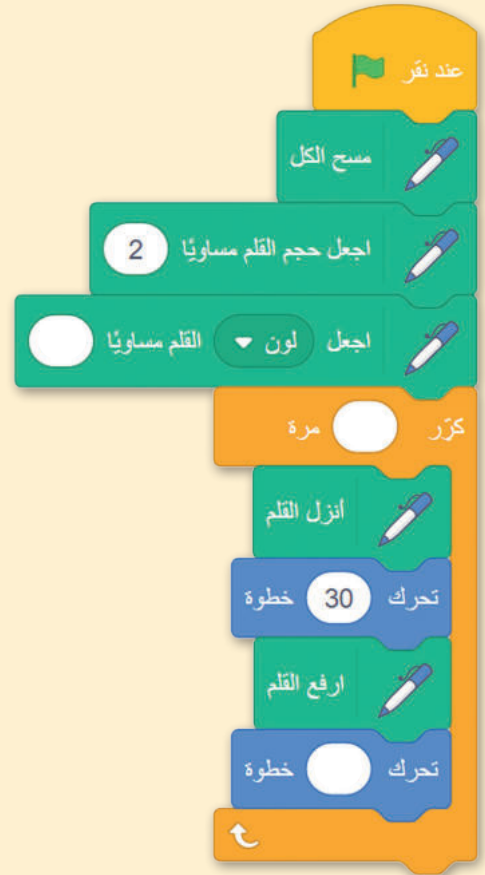 عند نقر
مسح الكل
اجعل حجم القلم مساويًا 2
اجعل لون القلم مساويًا
كرّر مرة
أنزل القلم
تحرك 30 خطوة
ارفع القلم
تحرك خطوة